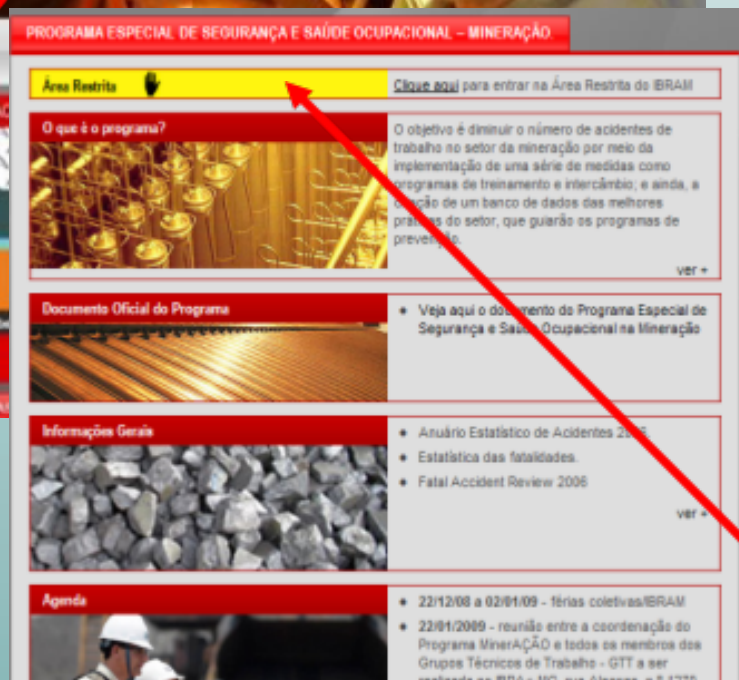 PROGRAMA ESPECIAL DE SEGURANÇA E SAÚDE OCUPACIONAL – MINERAÇÃO.
Área Restrita
Clique aqui para entrar na Área Restrita do IBRAM
O que é o programa?
O objetivo é diminuir o número de acidentes de
trabalho no setor da mineração por meio da
implementação de uma série de medidas como
programas de treinamento e intercâmbio; e ainda, a
criação de um banco de dados das melhores
práticas do setor, que guiarão os programas de
prevenção.
ver +
Documento Oficial do Programa
• Veja aqui o documento do Programa Especial de
Segurança e Saúde Ocupacional na Mineração
Informações Gerais
• Anuário Estatístico de Acidentes
• Estatística das fatalidades.
• Fatal Accident Review 2006
ver +
Agenda
• 22/12/08 a 02/01/09 - férias coletivas/IBRAM
• 22/01/2009 - reunião entre a coordenação do
Programa MinerAÇÃO e todos os membros dos
Grupos Técnicos de Trabalho - GTT a ser